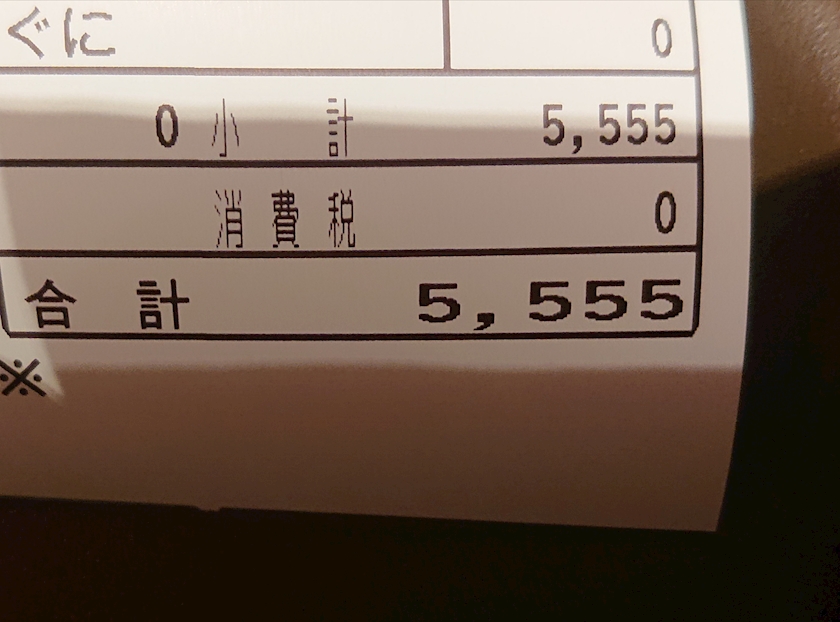 ぐに 0
0 小 計 5,555
消 費 税 0
合 計 5,555
※